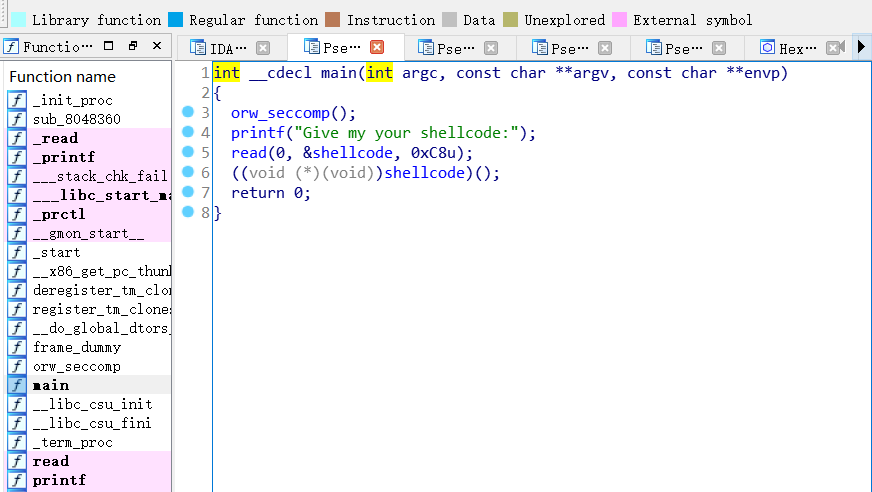 Library function Regular function Instruction Data Unexplored External symbol
Functio…
IDA…
Pse…
Pse…
Pse…
Pse…
Hex…
Function name
_init_proc
sub_8048360
_read
_printf
___stack_chk_fail
___libc_start_ma
_prctl
__gmon_start__
_start
__x86_get_pc_thunk
deregister_tm_clon
register_tm_clones
__do_global_dtors_
frame_dummy
orw_seccomp
main
__libc_csu_init
__libc_csu_fini
_term_proc
read
printf
1 int __cdecl main(int argc, const char **argv, const char **envp)
2 {
3 orw_seccomp();
4 printf("Give my your shellcode:");
5 read(0, &shellcode, 0xC8u);
6 ((void (*)(void))shellcode)();
7 return 0;
8 }